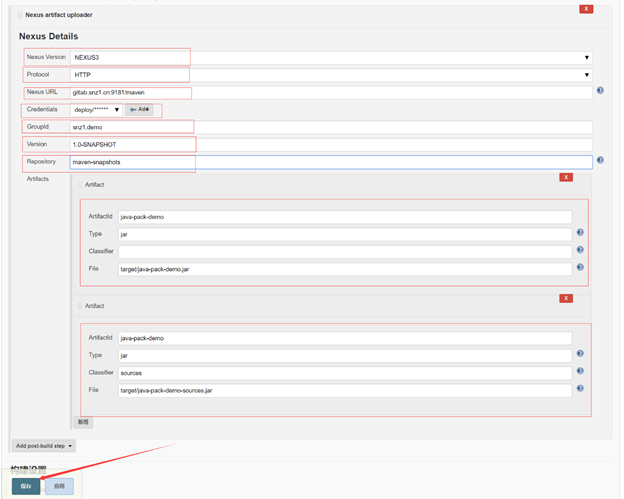 Nexus artifact uploader
X
Nexus Details
Nexus Version NEXUS3
Protocol HTTP
Nexus URL gitlab.snz1.cn:9181/maven
Credentials deploy/****** Add
GroupId snz1.demo
Version 1.0-SNAPSHOT
Repository maven-snapshots
Artifacts
X
Artifact
ArtifactId java-pack-demo
Type jar
Classifier
File target/java-pack-demo.jar
X
Artifact
ArtifactId java-pack-demo
Type jar
Classifier sources
File target/java-pack-demo-sources.jar
新增
Add post-build step
构建设置
保存 应用